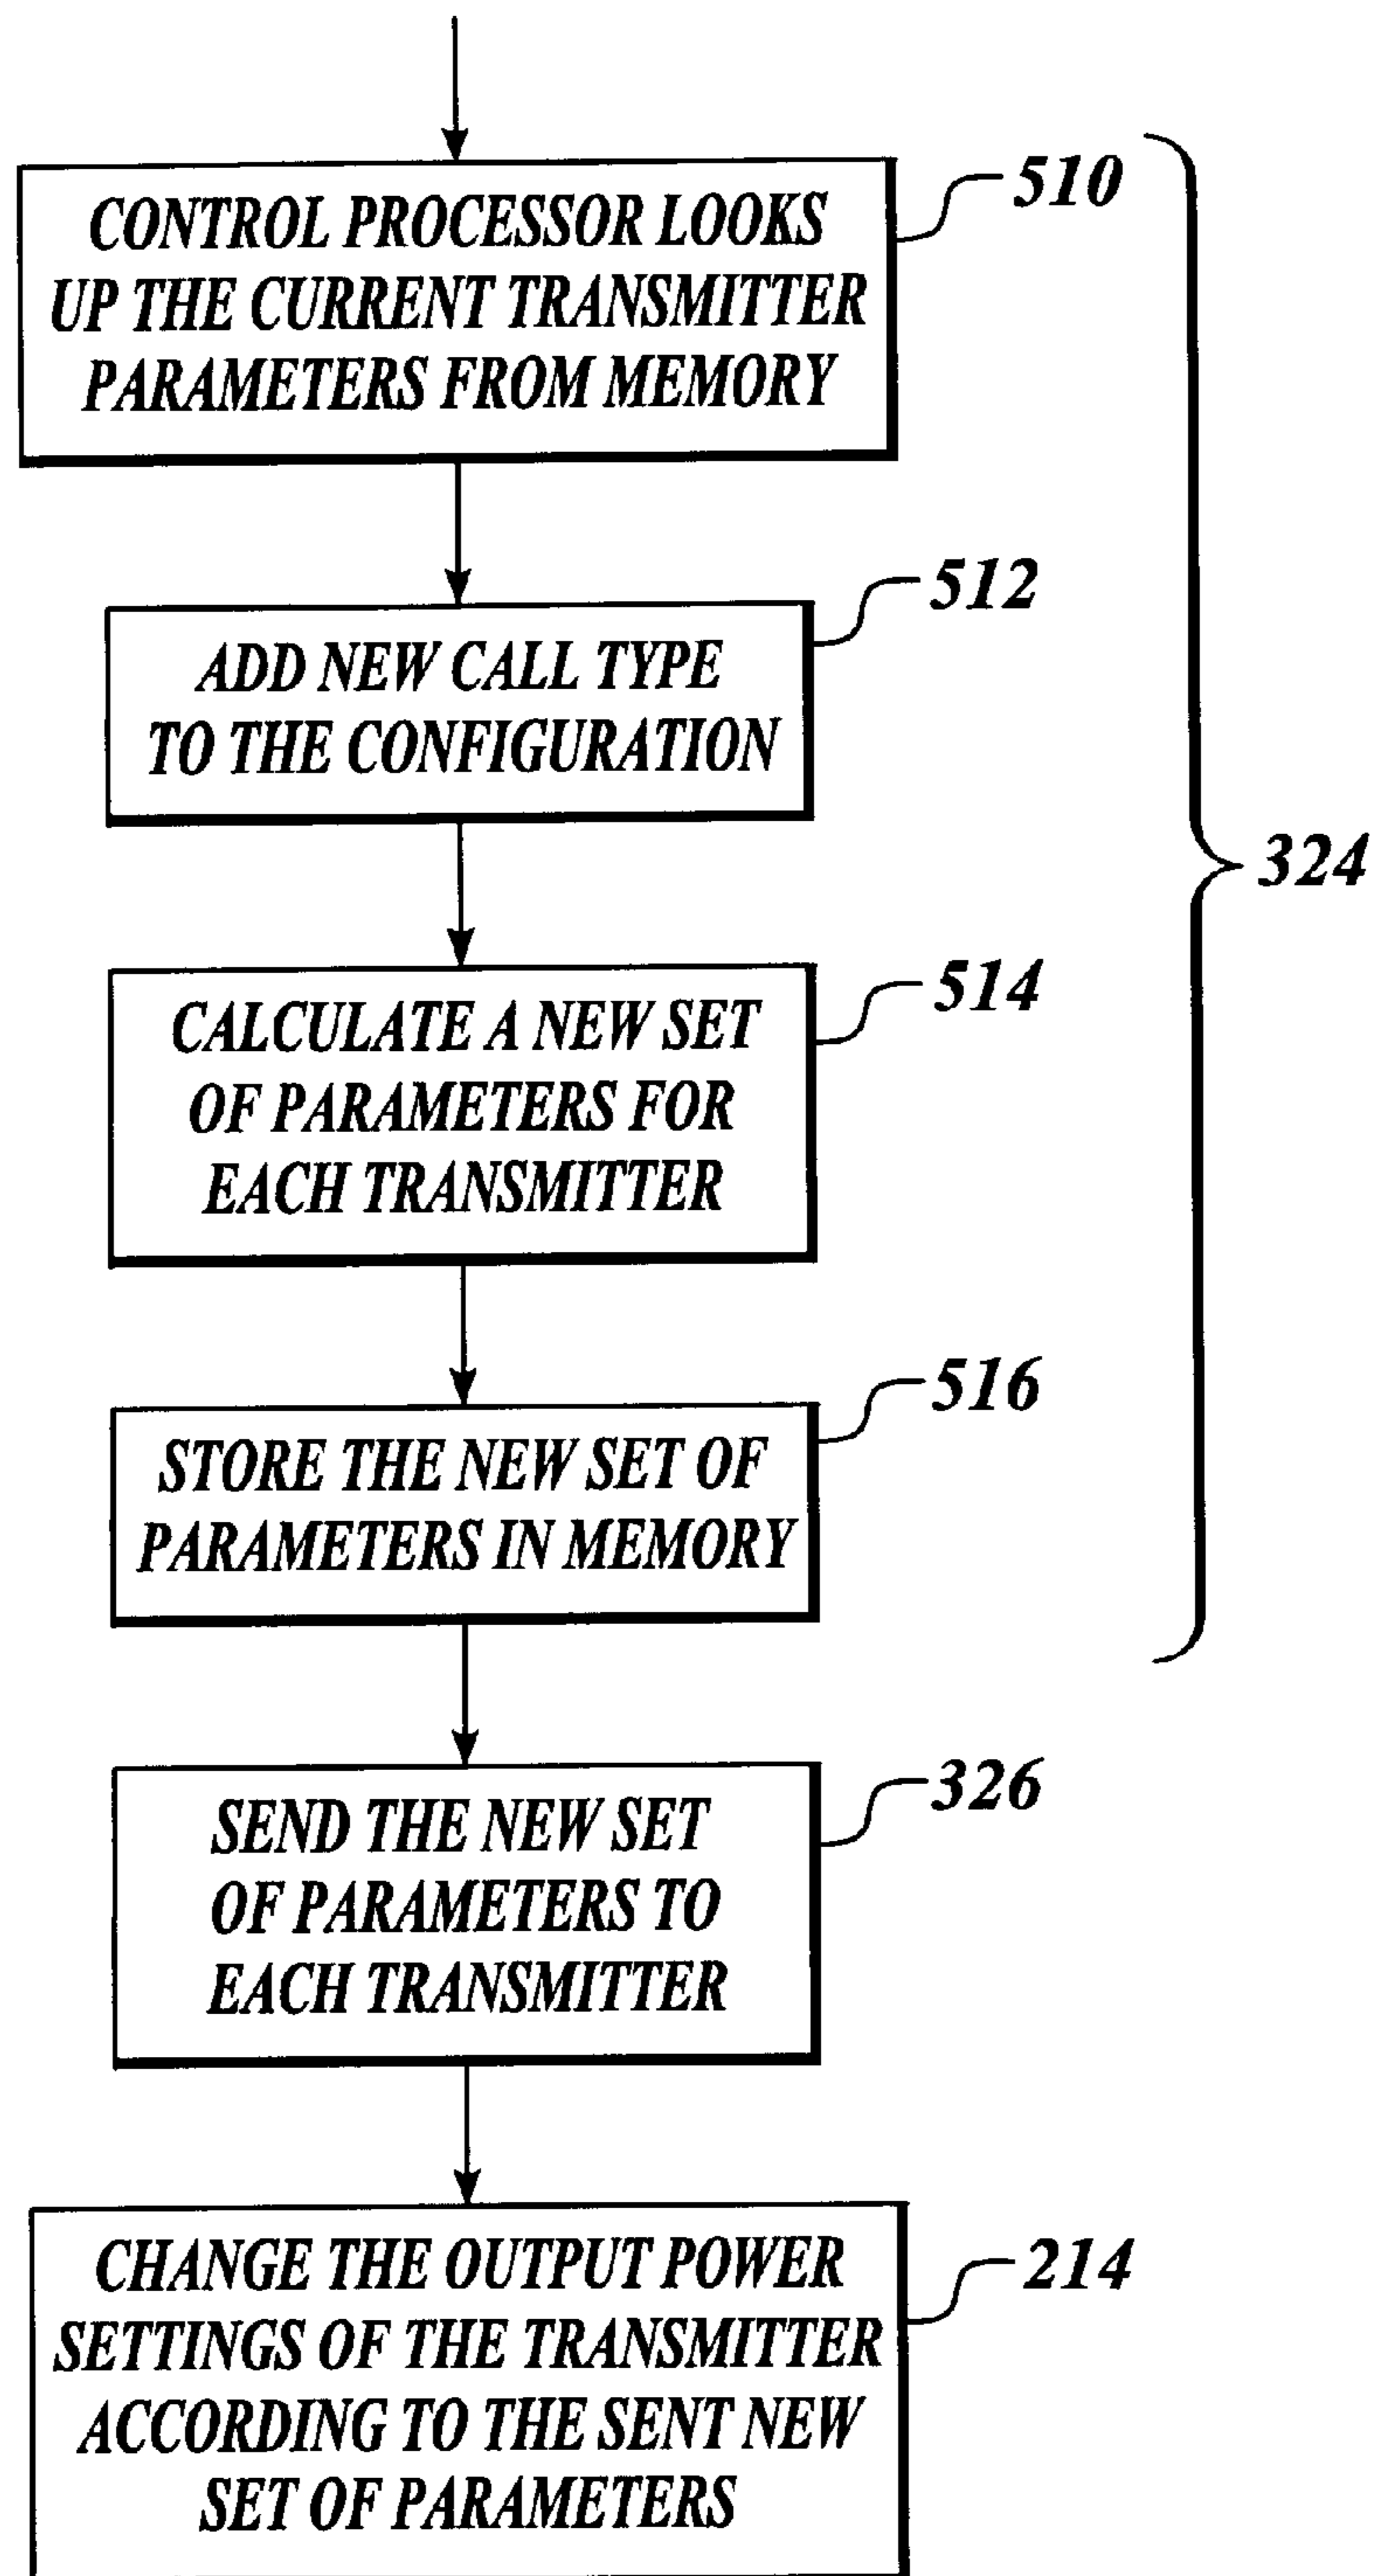 CONTROL PROCESSOR LOOKS
UP THE CURRENT TRANSMITTER
PARAMETERS FROM MEMORY
510
ADD NEW CALL TYPE
TO THE CONFIGURATION
512
324
CALCULATE A NEW SET
OF PARAMETERS FOR
EACH TRANSMITTER
514
STORE THE NEW SET OF
PARAMETERS IN MEMORY
516
SEND THE NEW SET
OF PARAMETERS TO
EACH TRANSMITTER
326
CHANGE THE OUTPUT POWER
SETTINGS OF THE TRANSMITTER
ACCORDING TO THE SENT NEW
SET OF PARAMETERS
214